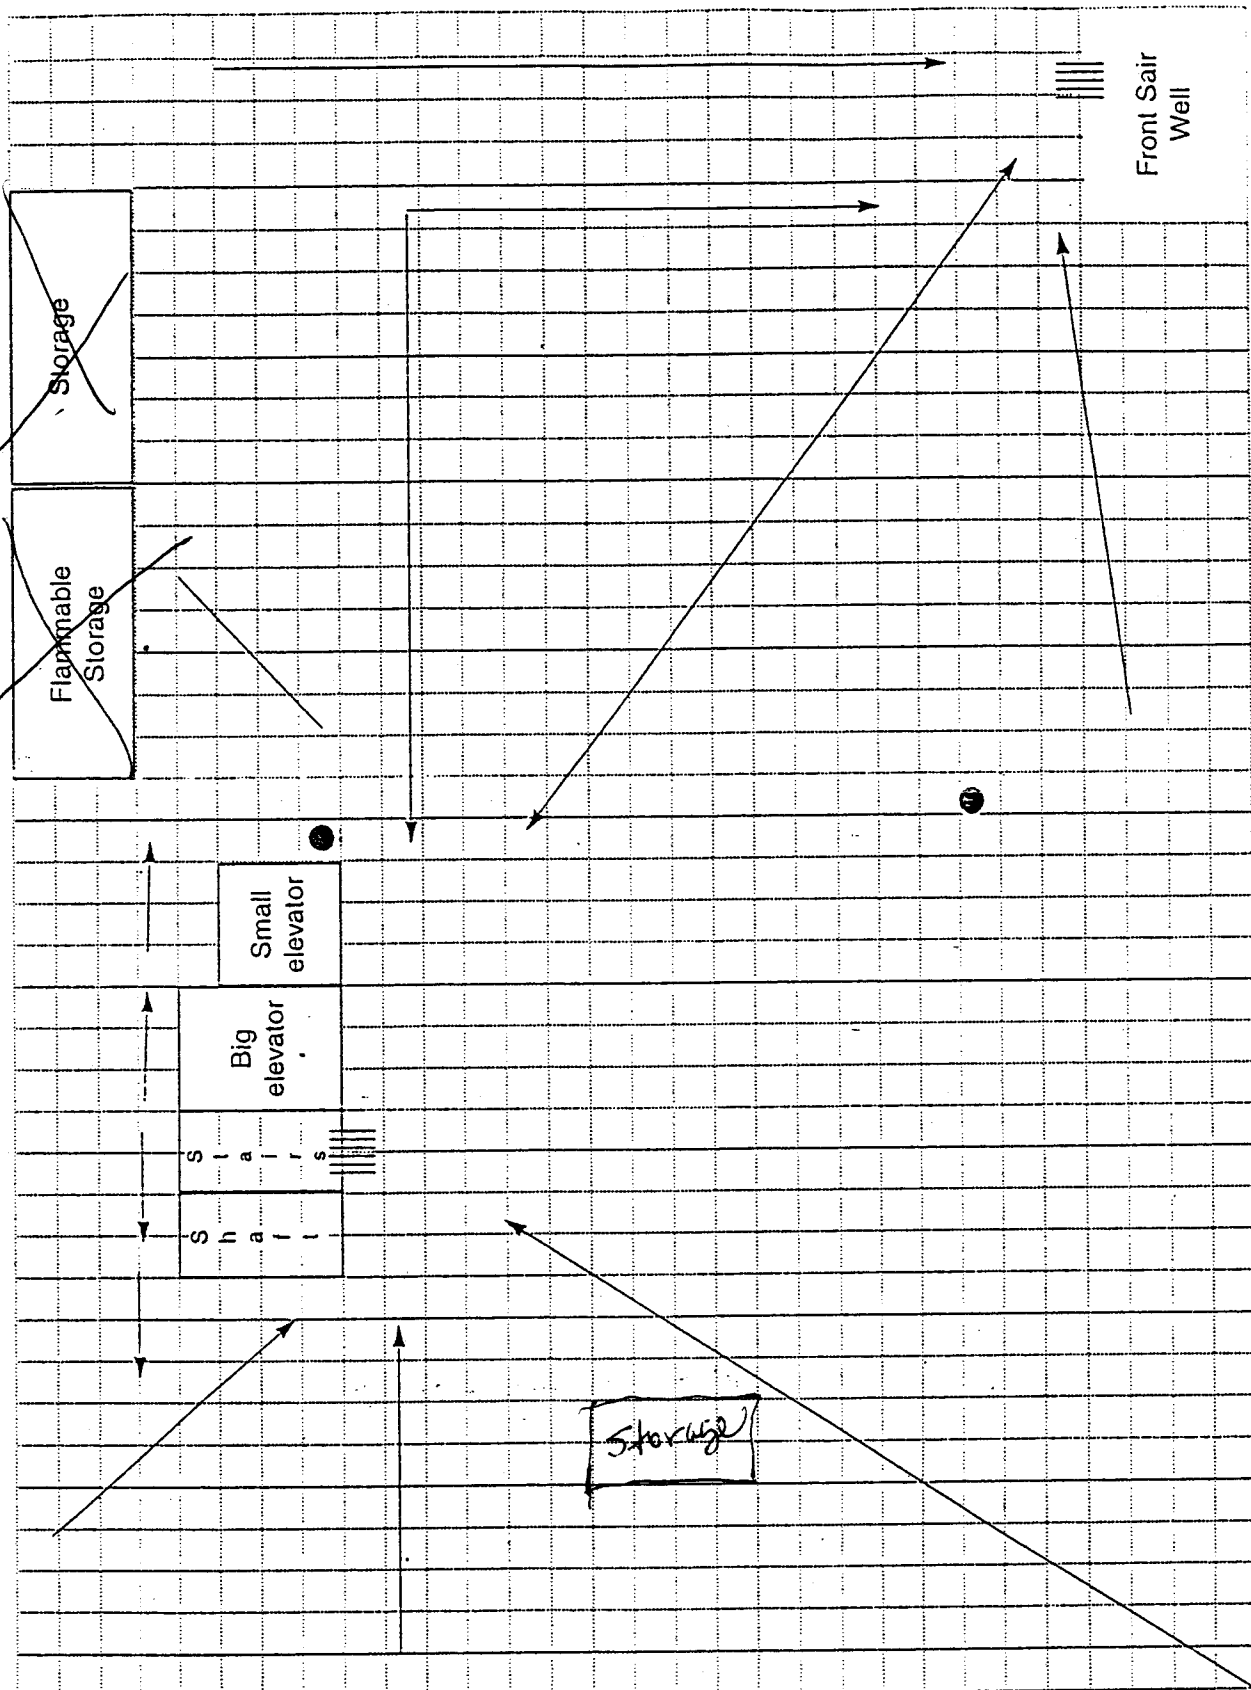 Front Sair
Well
Storage
Flammable
Storage
Small
elevator
Big
elevator
Stairs
Shaft
Storage